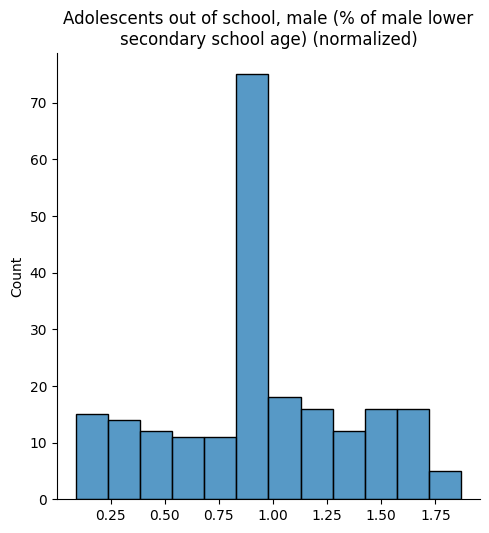 Adolescents out of school, male (% of male lower
secondary school age) (normalized)
70
60
50
40
30
20
10
0
Count
0.25 0.50 0.75 1.00 1.25 1.50 1.75